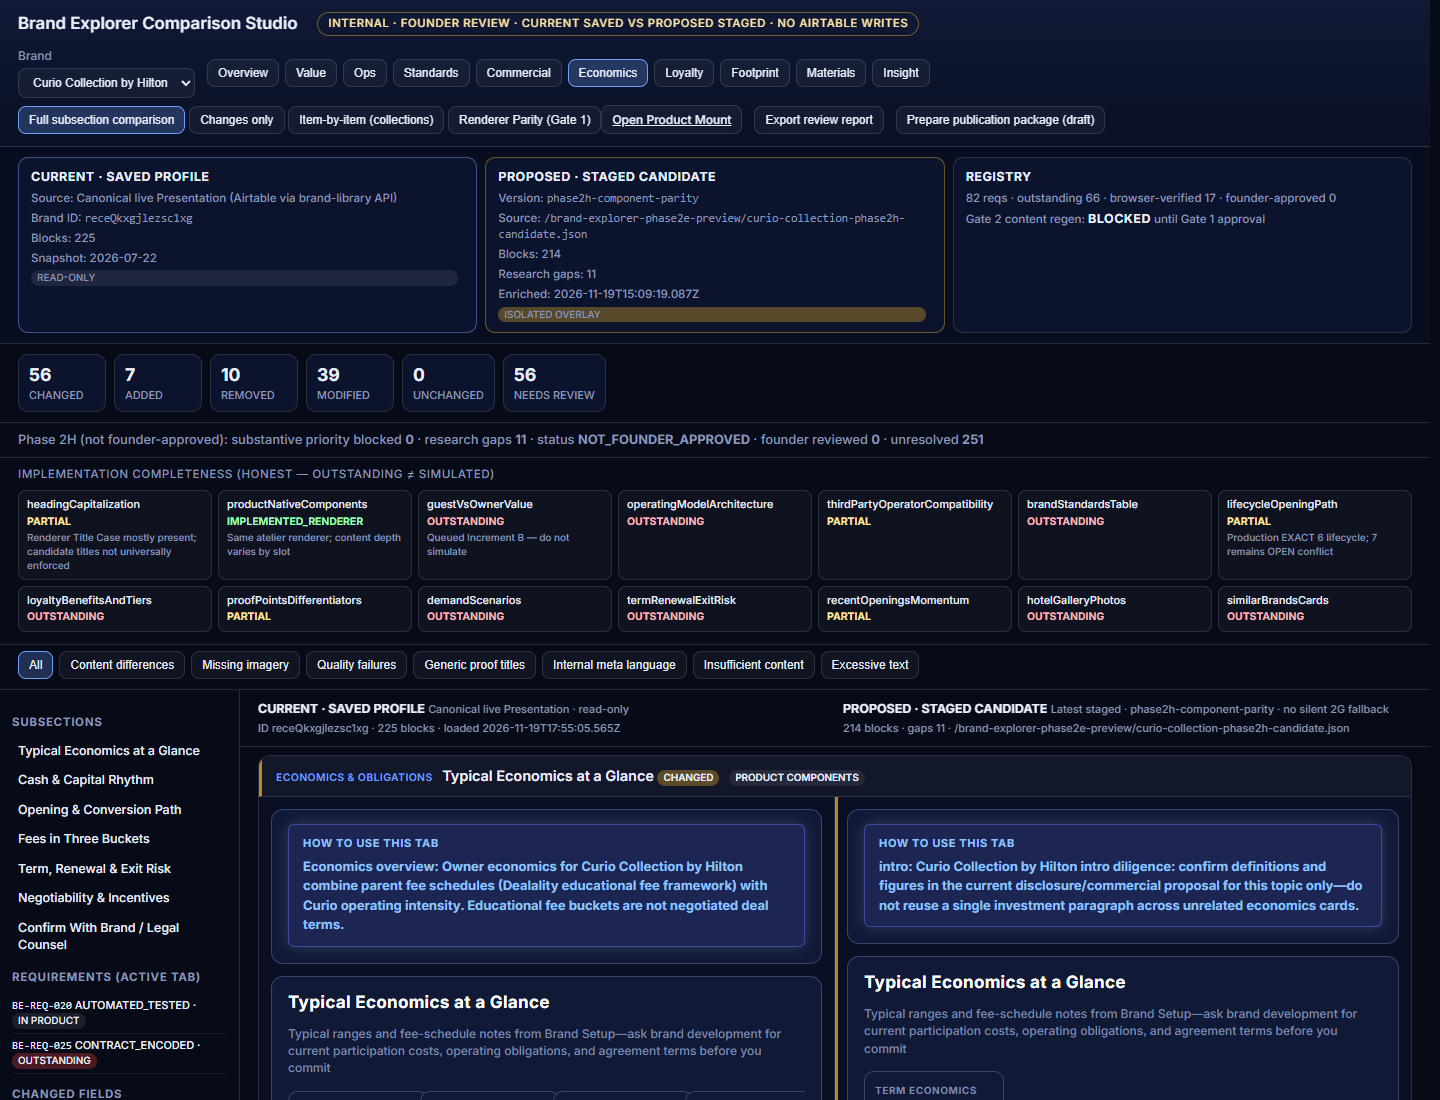 Brand Explorer Comparison Studio
INTERNAL · FOUNDER REVIEW · CURRENT SAVED VS PROPOSED STAGED · NO AIRTABLE WRITES
Brand
Curio Collection by Hilton
Overview
Value
Ops
Standards
Commercial
Economics
Loyalty
Footprint
Materials
Insight
Full subsection comparison
Changes only
Item-by-item (collections)
Renderer Parity (Gate 1)
Open Product Mount
Export review report
Prepare publication package (draft)
CURRENT · SAVED PROFILE
Source: Canonical live Presentation (Airtable via brand-library API)
Brand ID: receQkxgjlezsc1xg
Blocks: 225
Snapshot: 2026-07-22
READ-ONLY
PROPOSED · STAGED CANDIDATE
Version: phase2h-component-parity
Source: /brand-explorer-phase2e-preview/curio-collection-phase2h-
candidate.json
Blocks: 214
Research gaps: 11
Enriched: 2026-11-19T15:09:19.087Z
ISOLATED OVERLAY
REGISTRY
82 reqs · outstanding 66 · browser-verified 17 · founder-approved 0
Gate 2 content regen: BLOCKED until Gate 1 approval
56
CHANGED
7
ADDED
10
REMOVED
39
MODIFIED
0
UNCHANGED
56
NEEDS REVIEW
Phase 2H (not founder-approved): substantive priority blocked 0 · research gaps 11 · status NOT_FOUNDER_APPROVED · founder reviewed 0 · unresolved 251
IMPLEMENTATION COMPLETENESS (HONEST — OUTSTANDING ≠ SIMULATED)
headingCapitalization
PARTIAL
Renderer Title Case mostly present;
candidate titles not universally
enforced
productNativeComponents
IMPLEMENTED_RENDERER
Same atelier renderer; content depth
varies by slot
guestVsOwnerValue
OUTSTANDING
Queued Increment B — do not
simulate
operatingModelArchitecture
OUTSTANDING
thirdPartyOperatorCompatibility
PARTIAL
brandStandardsTable
OUTSTANDING
lifecycleOpeningPath
PARTIAL
Production EXACT 6 lifecycle; 7
remains OPEN conflict
loyaltyBenefitsAndTiers
OUTSTANDING
proofPointsDifferentiators
PARTIAL
demandScenarios
OUTSTANDING
termRenewalExitRisk
OUTSTANDING
recentOpeningsMomentum
PARTIAL
hotelGalleryPhotos
OUTSTANDING
similarBrandsCards
OUTSTANDING
All
Content differences
Missing imagery
Quality failures
Generic proof titles
Internal meta language
Insufficient content
Excessive text
SUBSECTIONS
Typical Economics at a Glance
Cash & Capital Rhythm
Opening & Conversion Path
Fees in Three Buckets
Term, Renewal & Exit Risk
Negotiability & Incentives
Confirm With Brand / Legal
Counsel
REQUIREMENTS (ACTIVE TAB)
BE-REQ-020 AUTOMATED_TESTED ·
IN PRODUCT
BE-REQ-025 CONTRACT_ENCODED ·
OUTSTANDING
CHANGED FIELDS
CURRENT · SAVED PROFILE Canonical live Presentation · read-only
ID receQkxgjlezsc1xg · 225 blocks · loaded 2026-11-19T17:55:05.565Z
PROPOSED · STAGED CANDIDATE Latest staged · phase2h-component-parity · no silent 2G fallback
214 blocks · gaps 11 · /brand-explorer-phase2e-preview/curio-collection-phase2h-candidate.json
ECONOMICS & OBLIGATIONS Typical Economics at a Glance CHANGED PRODUCT COMPONENTS
HOW TO USE THIS TAB
Economics overview: Owner economics for Curio Collection by Hilton
combine parent fee schedules (Dealality educational fee framework) with
Curio operating intensity. Educational fee buckets are not negotiated deal
terms.
Typical Economics at a Glance
Typical ranges and fee-schedule notes from Brand Setup—ask brand development for
current participation costs, operating obligations, and agreement terms before you
commit
HOW TO USE THIS TAB
intro: Curio Collection by Hilton intro diligence: confirm definitions and
figures in the current disclosure/commercial proposal for this topic only—do
not reuse a single investment paragraph across unrelated economics cards.
Typical Economics at a Glance
Typical ranges and fee-schedule notes from Brand Setup—ask brand development for
current participation costs, operating obligations, and agreement terms before you
commit
TERM ECONOMICS